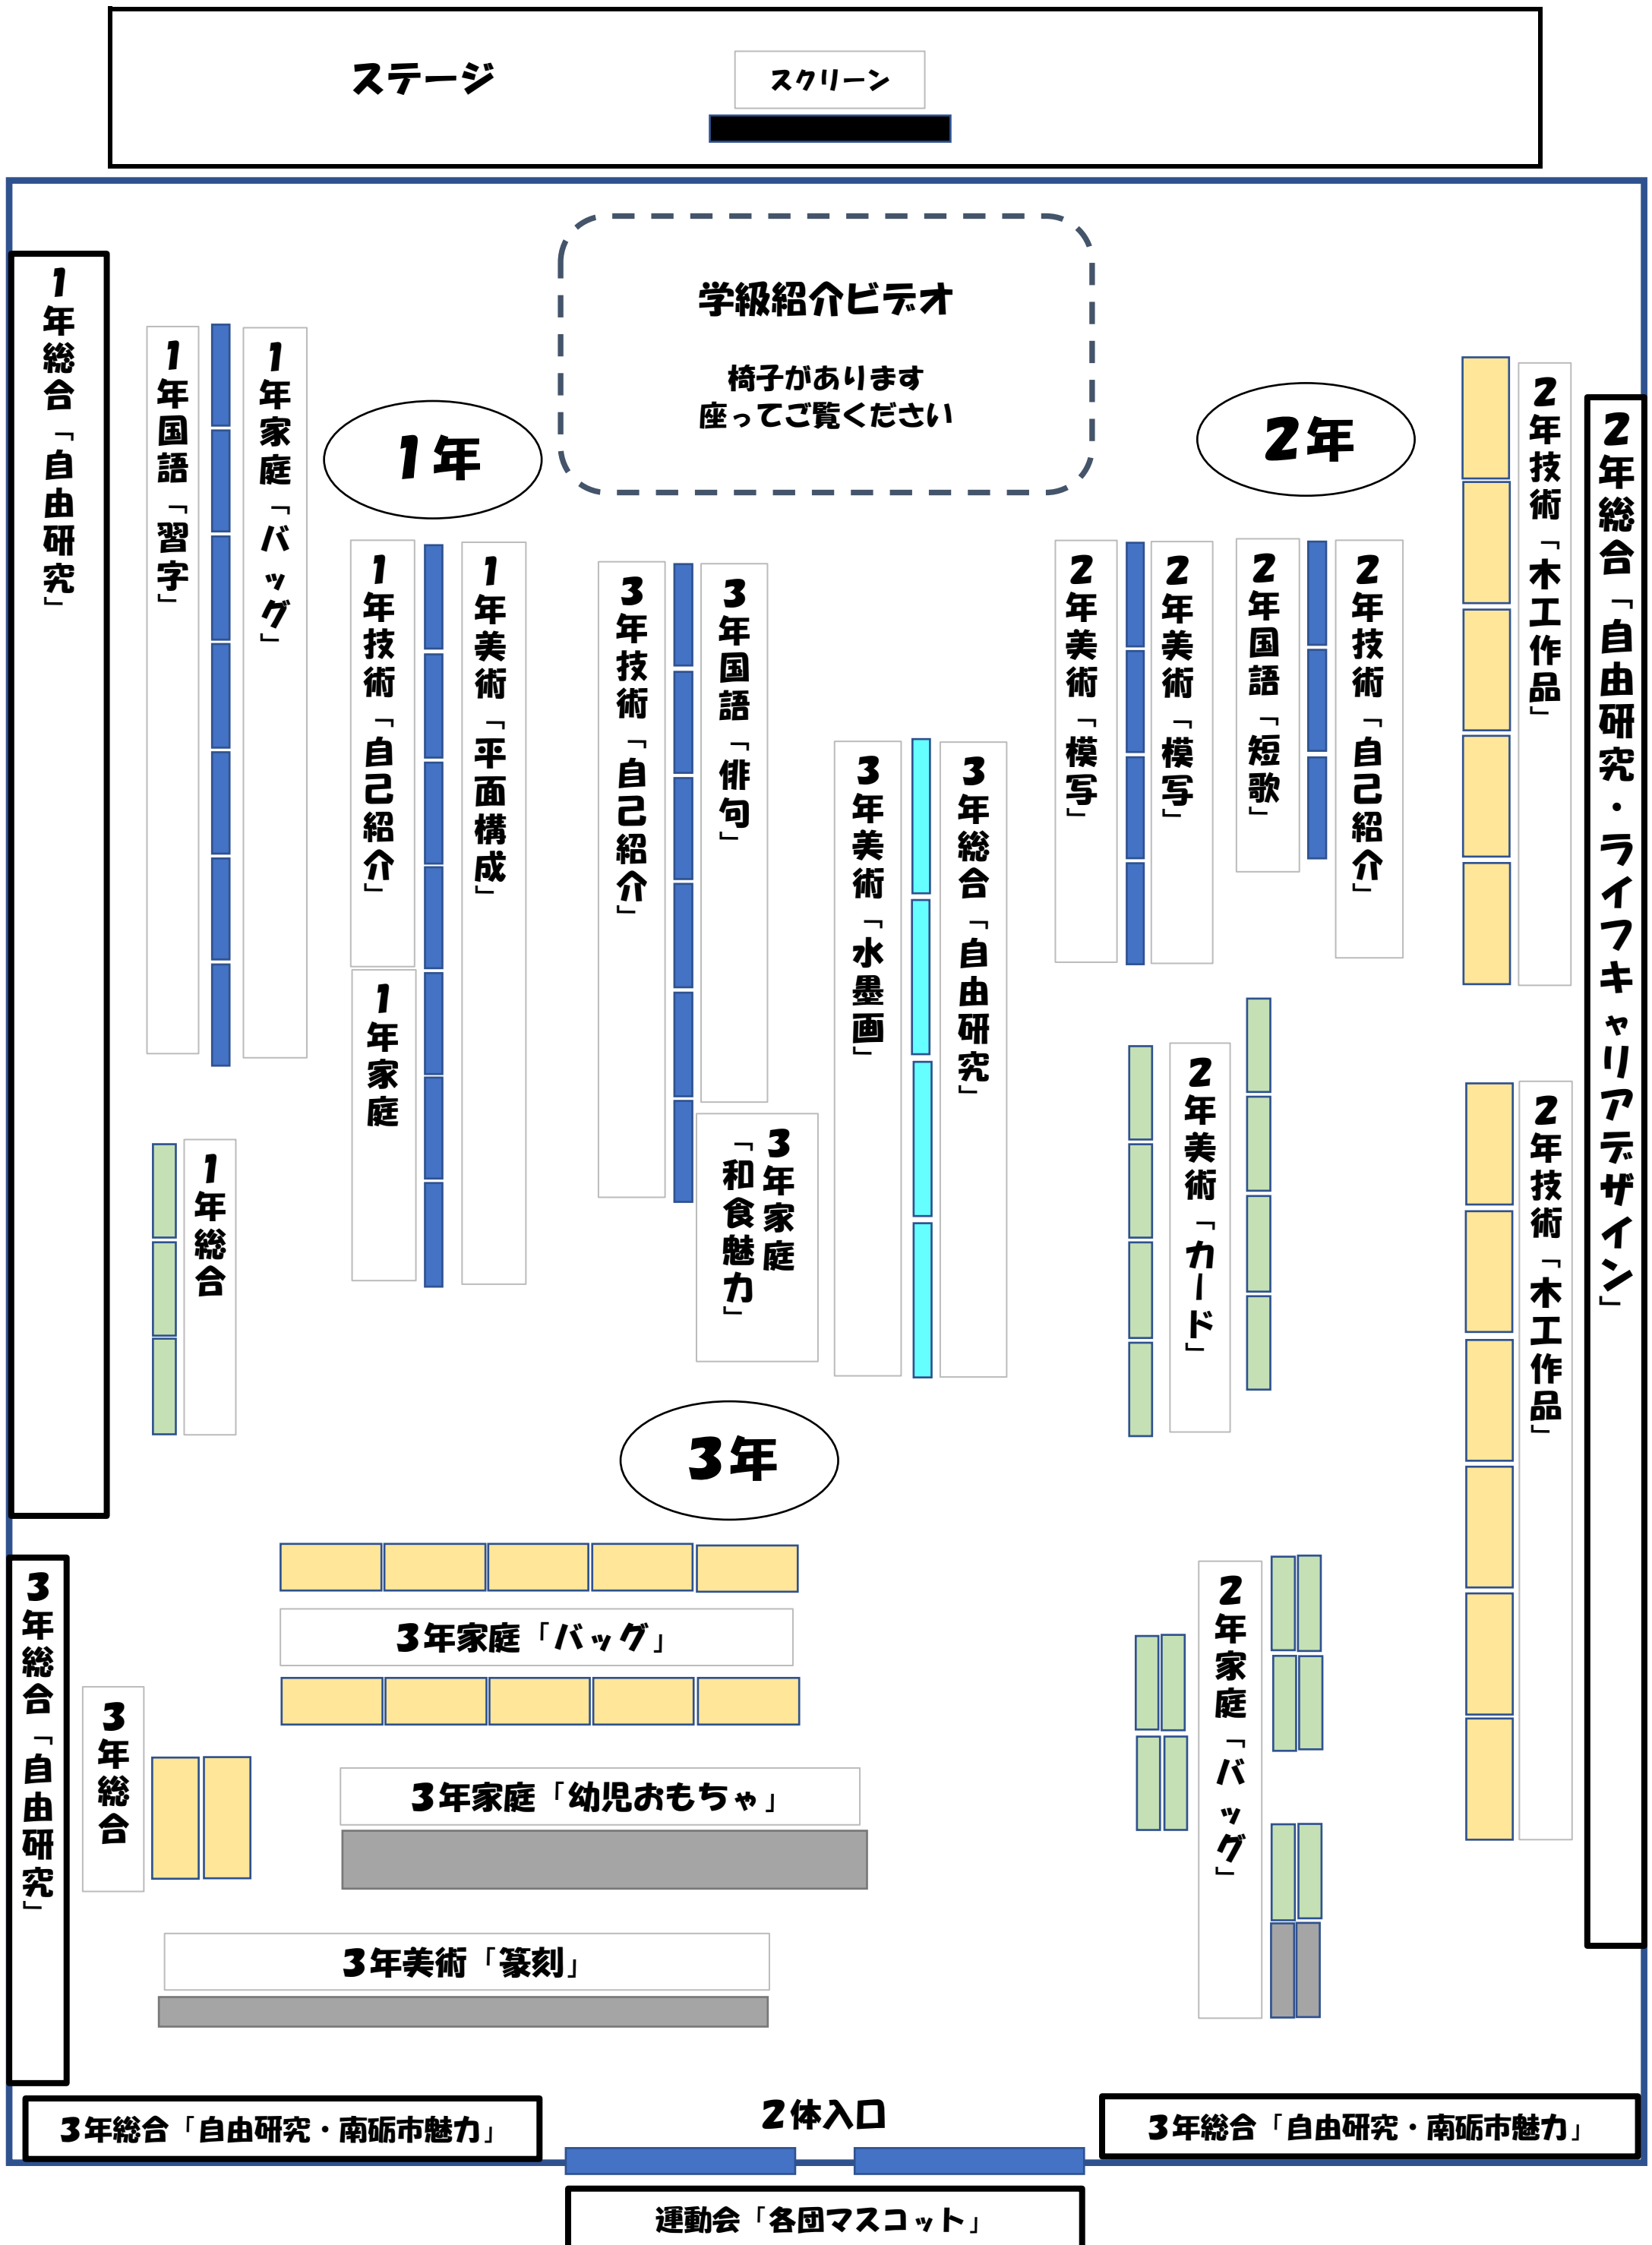 ステージ
スクリーン
学級紹介ビデオ
椅子があります
座ってご覧ください
1年総合「自由研究」
1年国語「習字」
1年家庭「バッグ」
1年
1年技術「自己紹介」
1年美術「平面構成」
1年家庭
1年総合
3年技術「自己紹介」
3年国語「俳句」
3年家庭
「和食魅力」
3年美術「水墨画」
3年総合「自由研究」
2年
2年美術「模写」
2年美術「模写」
2年国語「短歌」
2年技術「自己紹介」
2年技術「木工作品」
2年総合「自由研究・ライフキャリアデザイン」
2年美術「カード」
2年技術「木工作品」
3年
3年総合「自由研究」
3年家庭「バッグ」
3年総合
3年家庭「幼児おもちゃ」
3年美術「篆刻」
2年家庭「バッグ」
3年総合「自由研究・南砺市魅力」
2体入口
3年総合「自由研究・南砺市魅力」
運動会「各団マスコット」